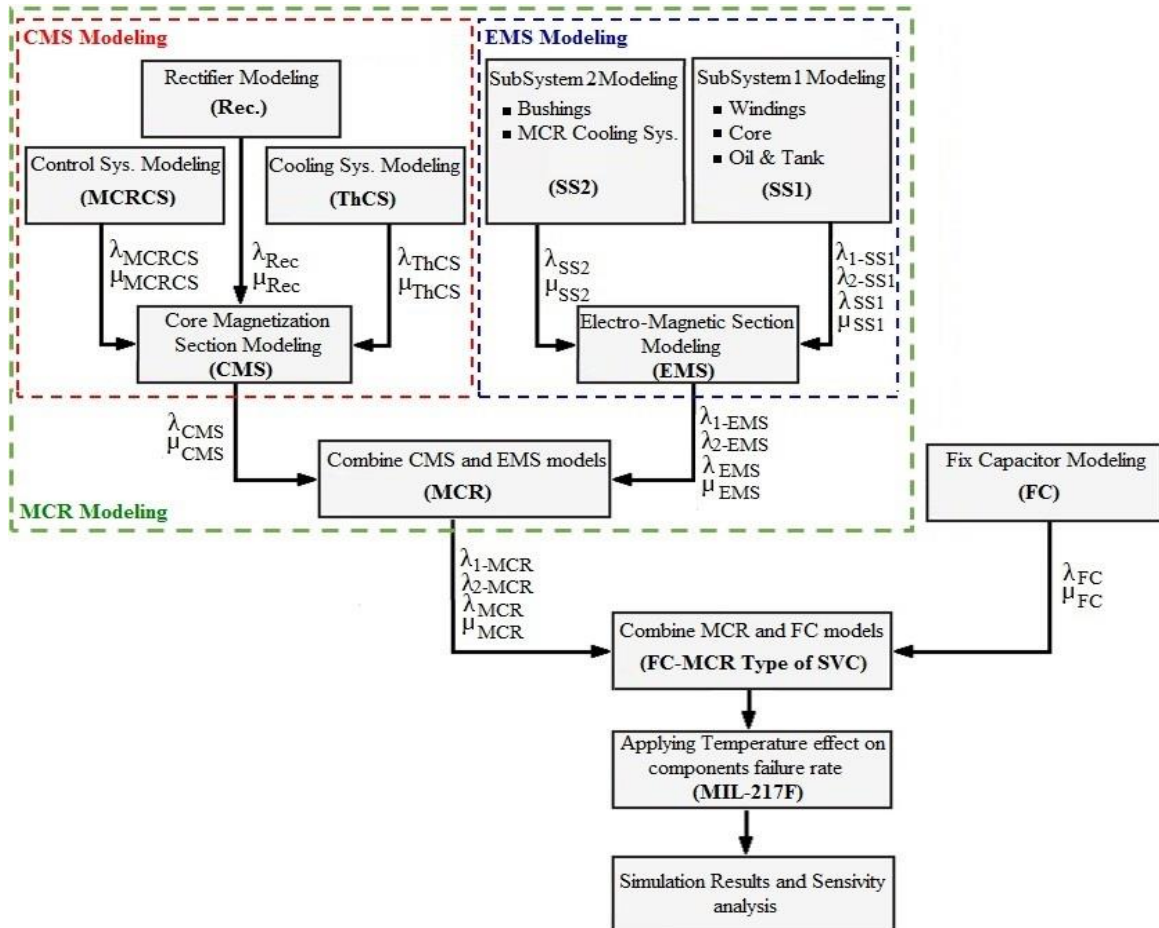 CMS Modeling
Rectifier Modeling
(Rec.)
Control Sys. Modeling
(MCRCS)
Cooling Sys. Modeling
(ThCS)
λMCRCS
μMCRCS
λRec
μRec
λThCS
μThCS
Core Magnetization
Section Modeling
(CMS)
EMS Modeling
SubSystem 2 Modeling
▪ Bushings
▪ MCR Cooling Sys.
(SS2)
SubSystem 1 Modeling
▪ Windings
▪ Core
▪ Oil & Tank
(SS1)
λSS2
μSS2
λ1-SS1
λ2-SS1
λSS1
μSS1
Electro-Magnetic Section
Modeling
(EMS)
λCMS
μCMS
λ1-EMS
λ2-EMS
λEMS
μEMS
Combine CMS and EMS models
(MCR)
MCR Modeling
Fix Capacitor Modeling
(FC)
λ1-MCR
λ2-MCR
λMCR
μMCR
λFC
μFC
Combine MCR and FC models
(FC-MCR Type of SVC)
Applying Temperature effect on
components failure rate
(MIL-217F)
Simulation Results and Sensivity
analysis